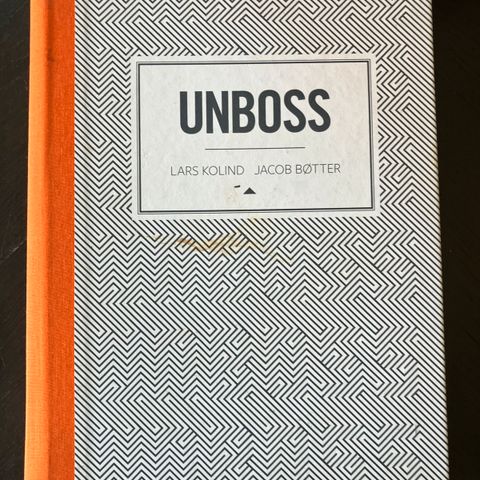 UNBOSS
LARS KOLIND JACOB BØTTER